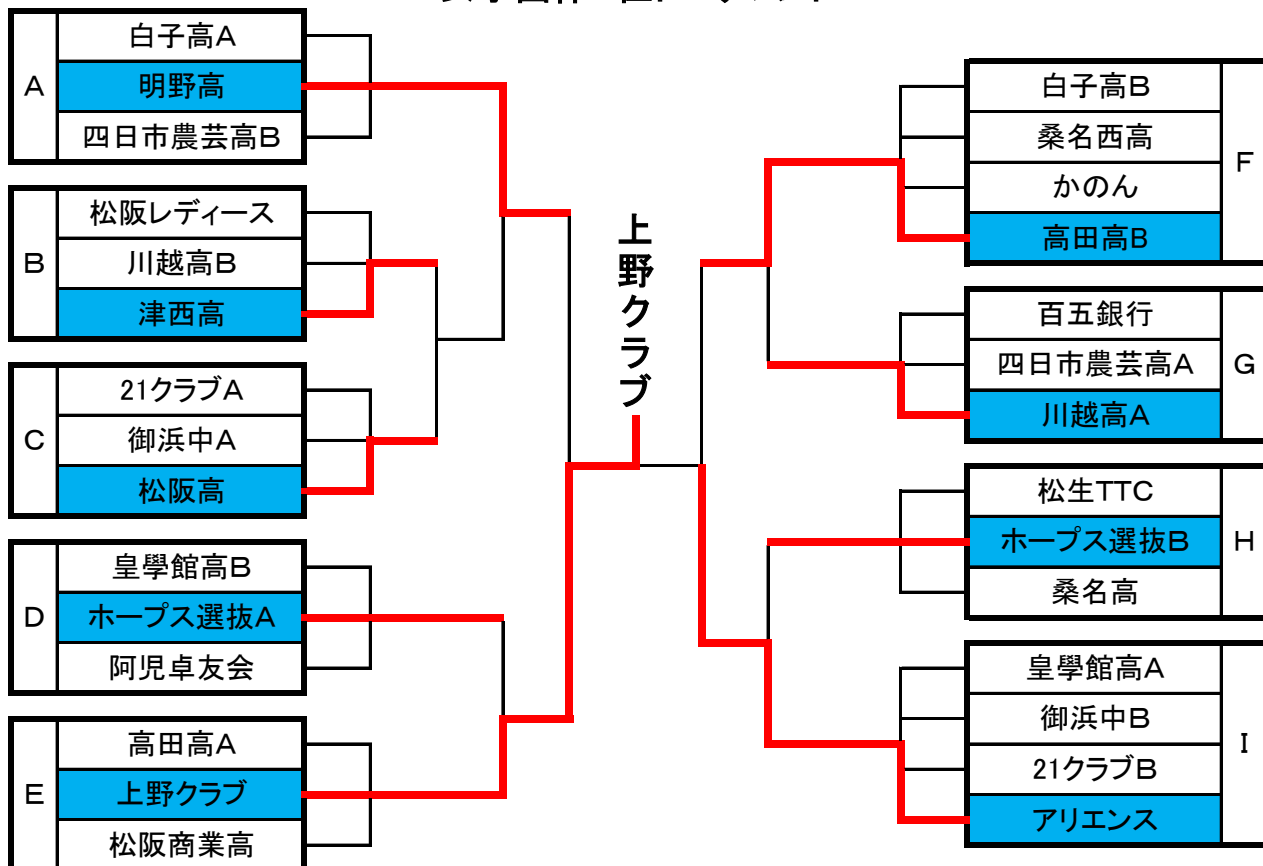 A
白子高A
明野高
四日市農芸高B
B
松阪レディース
川越高B
津西高
C
21クラブA
御浜中A
松阪高
D
皇學館高B
ホープス選抜A
阿児卓友会
E
高田高A
上野クラブ
松阪商業高
上野クラブ
白子高B
桑名西高
かのん
高田高B
F
百五銀行
四日市農芸高A
川越高A
G
松生TTC
ホープス選抜B
桑名高
H
皇學館高A
御浜中B
21クラブB
アリエンス
I